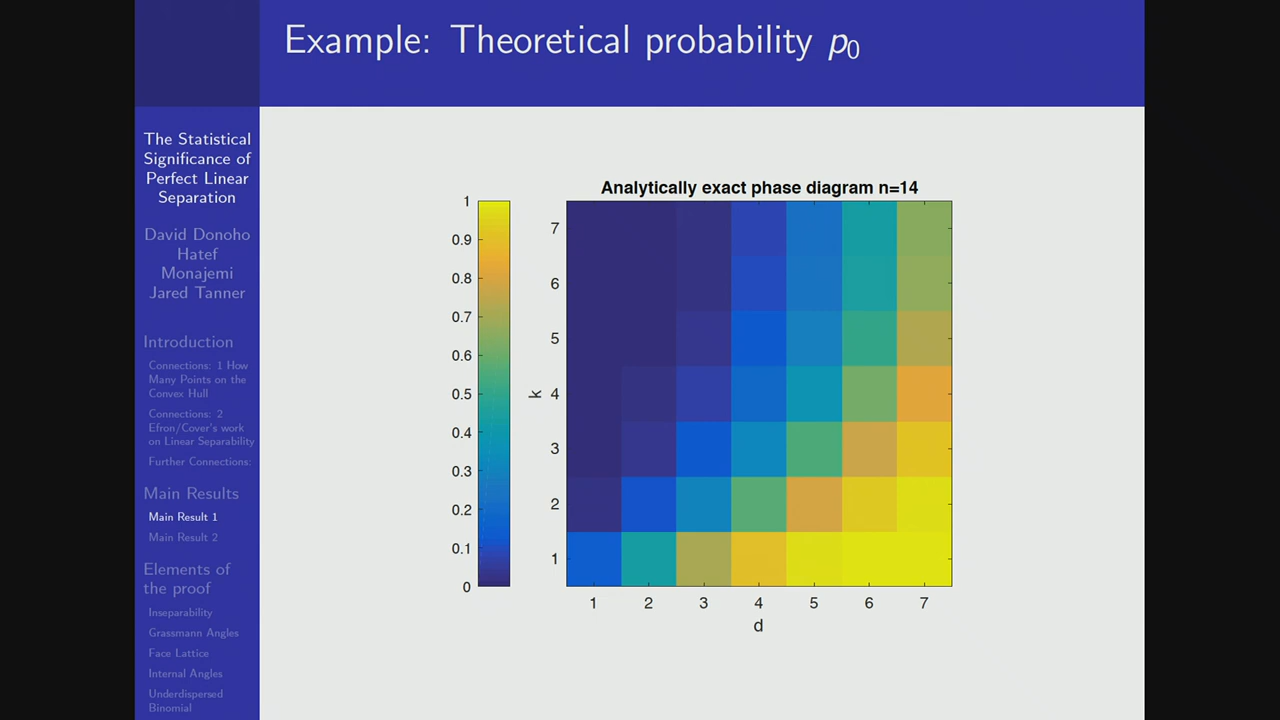 Example: Theoretical probability p0
The Statistical
Significance of
Perfect Linear
Separation
David Donoho
Hatef
Monajemi
Jared Tanner
Introduction
Connections: 1 How
Many Points on the
Convex Hull
Connections: 2
Efron/Cover's work
on Linear Separability
Further Connections:
Main Results
Main Result 1
Main Result 2
Elements of
the proof
Inseparability
Grassmann Angles
Face Lattice
Internal Angles
Underdispersed
Binomial
Analytically exact phase diagram n=14
1
0.9
0.8
0.7
0.6
0.5
0.4
0.3
0.2
0.1
0
k
7
6
5
4
3
2
1
1 2 3 4 5 6 7
d